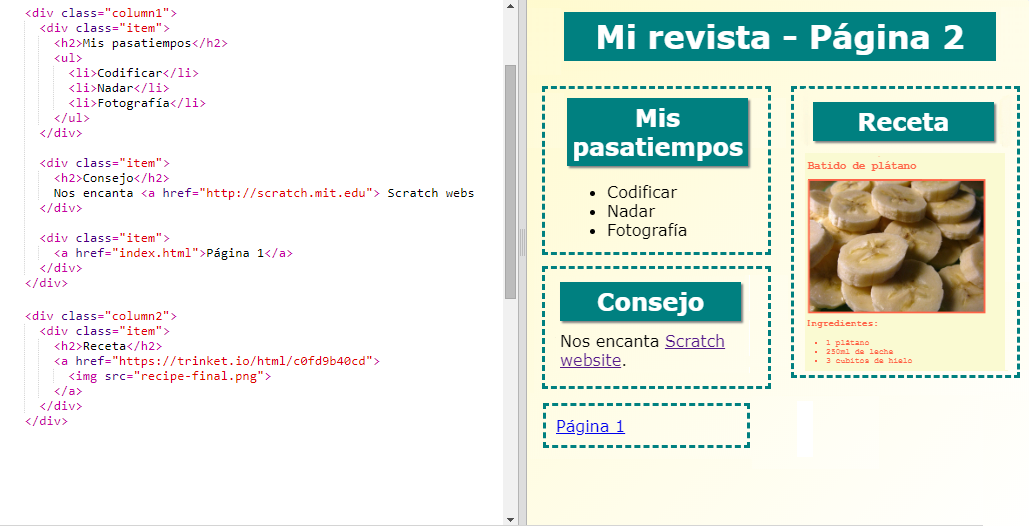 <div class="column1">
<div class="item">
<h2>Mis pasatiempos</h2>
<ul>
<li>Codificar</li>
<li>Nadar</li>
<li>Fotografía</li>
</ul>
</div>
<div class="item">
<h2>Consejo</h2>
Nos encanta <a href="http://scratch.mit.edu"> Scratch webs
</div>
<div class="item">
<a href="index.html">Página 1</a>
</div>
</div>
<div class="column2">
<div class="item">
<h2>Receta</h2>
<a href="https://trinket.io/html/c0fd9b40cd">
<img src="recipe-final.png">
</a>
</div>
</div>
Mi revista - Página 2
Mis
pasatiempos
Codificar
Nadar
Fotografía
Consejo
Nos encanta Scratch
website.
Página 1
Receta
Batido de plátano
Ingredientes:
1 plátano
250ml de leche
3 cubitos de hielo